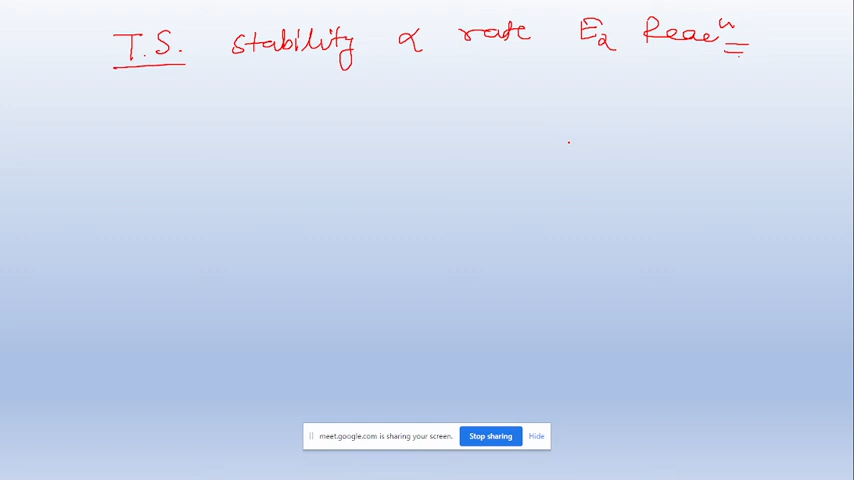 T.S. stability ∝ rate E2 Reacn
meet.google.com is sharing your screen. Stop sharing Hide